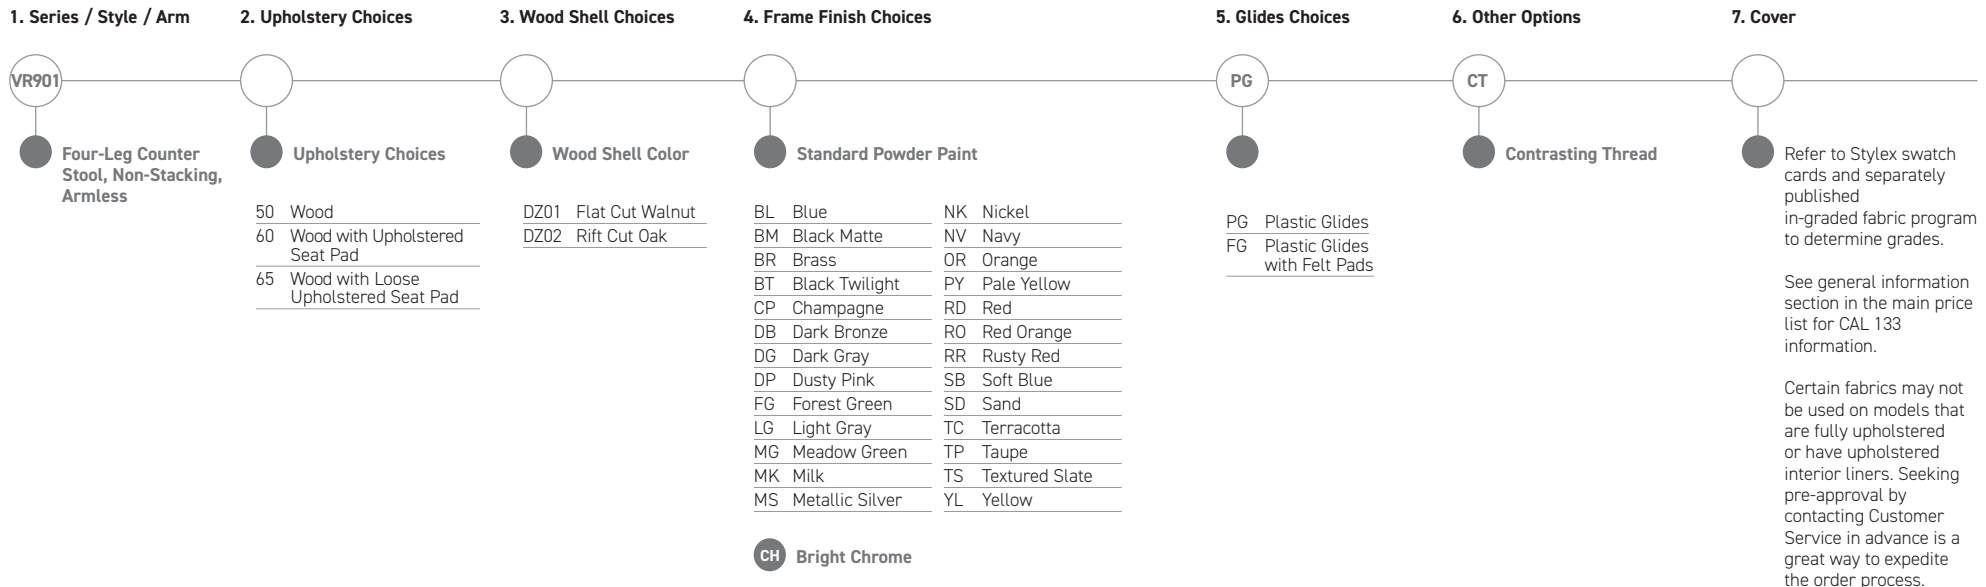 1. Series / Style / Arm
VR901
Four-Leg Counter
Stool, Non-Stacking,
Armless
2. Upholstery Choices
Upholstery Choices
50 Wood
60 Wood with Upholstered
Seat Pad
65 Wood with Loose
Upholstered Seat Pad
3. Wood Shell Choices
Wood Shell Color
DZ01 Flat Cut Walnut
DZ02 Rift Cut Oak
4. Frame Finish Choices
Standard Powder Paint
BL Blue
BM Black Matte
BR Brass
BT Black Twilight
CP Champagne
DB Dark Bronze
DG Dark Gray
DP Dusty Pink
FG Forest Green
LG Light Gray
MG Meadow Green
MK Milk
MS Metallic Silver
NK Nickel
NV Navy
OR Orange
PY Pale Yellow
RD Red
RO Red Orange
RR Rusty Red
SB Soft Blue
SD Sand
TC Terracotta
TP Taupe
TS Textured Slate
YL Yellow
CH Bright Chrome
5. Glides Choices
PG
PG Plastic Glides
FG Plastic Glides
with Felt Pads
6. Other Options
CT
Contrasting Thread
7. Cover
Refer to Stylex swatch
cards and separately
published
in-graded fabric program
to determine grades.
See general information
section in the main price
list for CAL 133
information.
Certain fabrics may not
be used on models that
are fully upholstered
or have upholstered
interior liners. Seeking
pre-approval by
contacting Customer
Service in advance is a
great way to expedite
the order process.